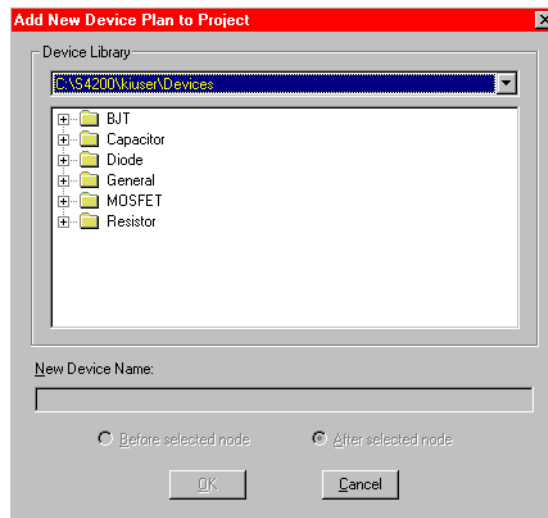 Add New Device Plan to Project
Device Library
C:\S4200\kiuser\Devices
BJT
Capacitor
Diode
General
MOSFET
Resistor
New Device Name:
Before selected node
After selected node
OK
Cancel